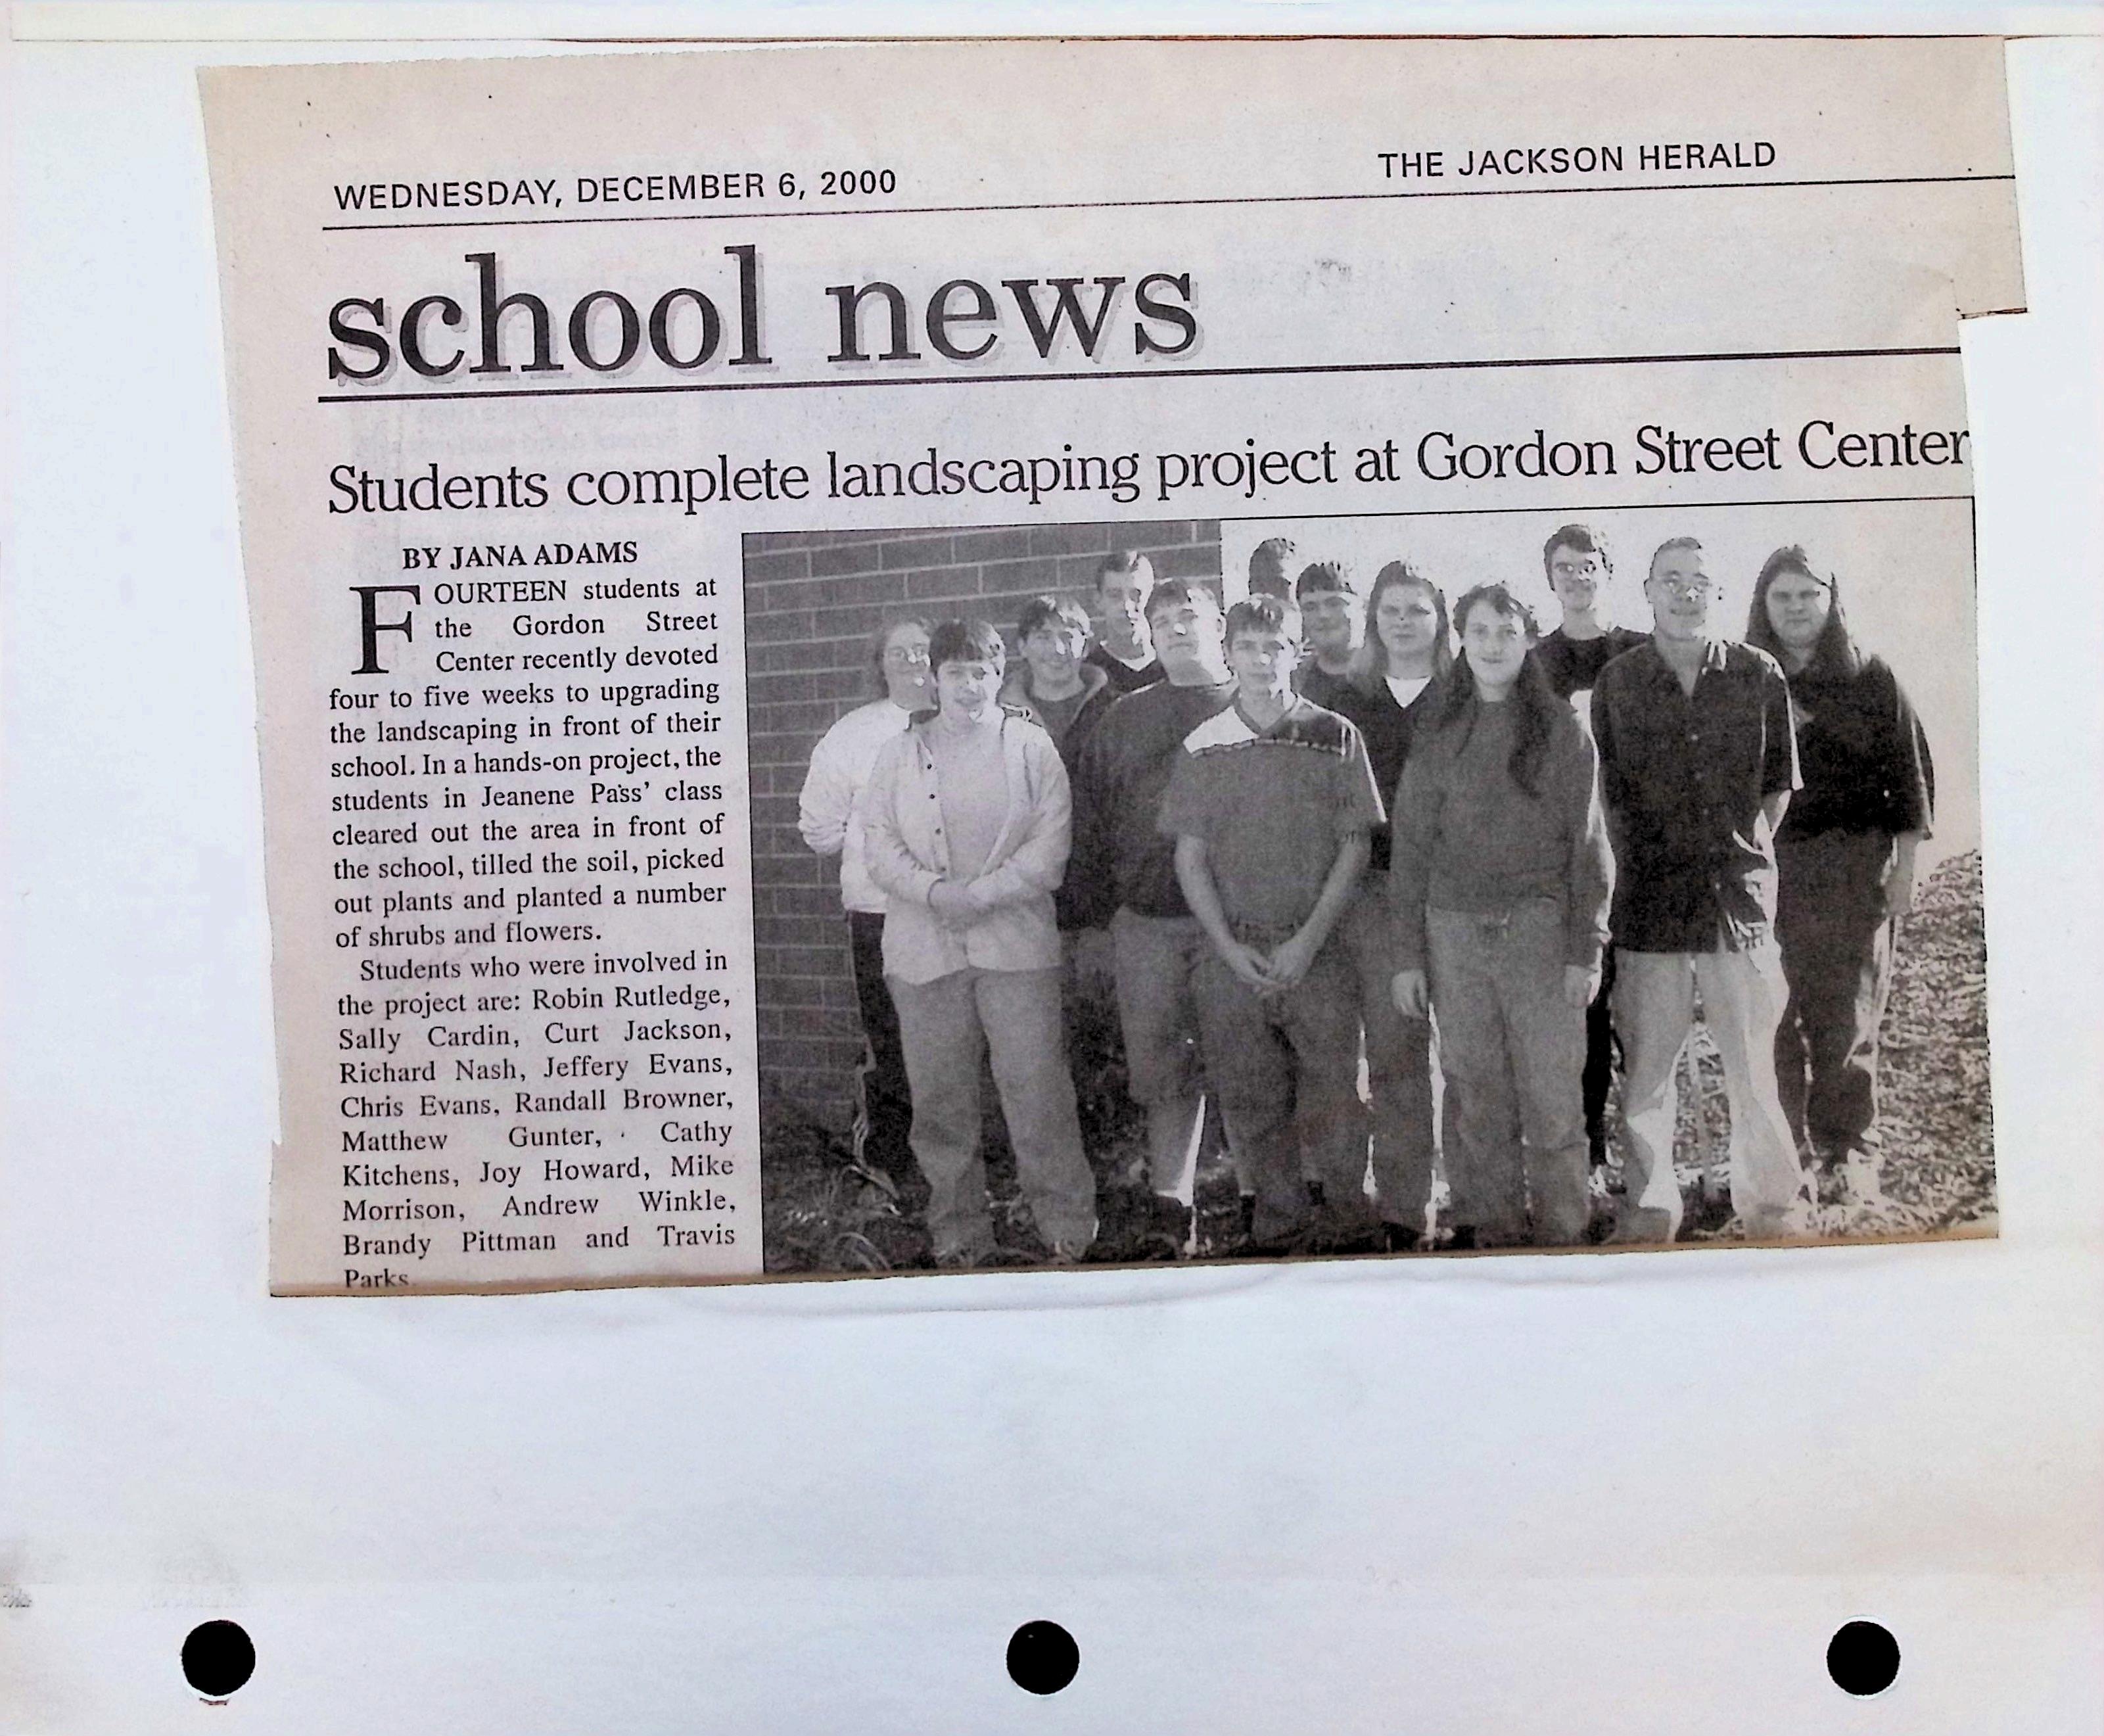 WEDNESDAY, DECEMBER 6, 2000
THE JACKSON HERALD
school news
Students complete landscaping project at Gordon Street Center
BY JANA ADAMS
FOURTEEN students at
the Gordon Street
Center recently devoted
four to five weeks to upgrading
the landscaping in front of their
school. In a hands-on project, the
students in Jeanene Pass’ class
cleared out the area in front of
the school, tilled the soil, picked
out plants and planted a number
of shrubs and flowers.
Students who were involved in
the project are: Robin Rutledge,
Sally Cardin, Curt Jackson,
Richard Nash, Jeffery Evans,
Chris Evans, Randall Browner,
Matthew Gunter, Cathy
Kitchens, Joy Howard, Mike
Morrison, Andrew Winkle,
Brandy Pittman and Travis
Parks.